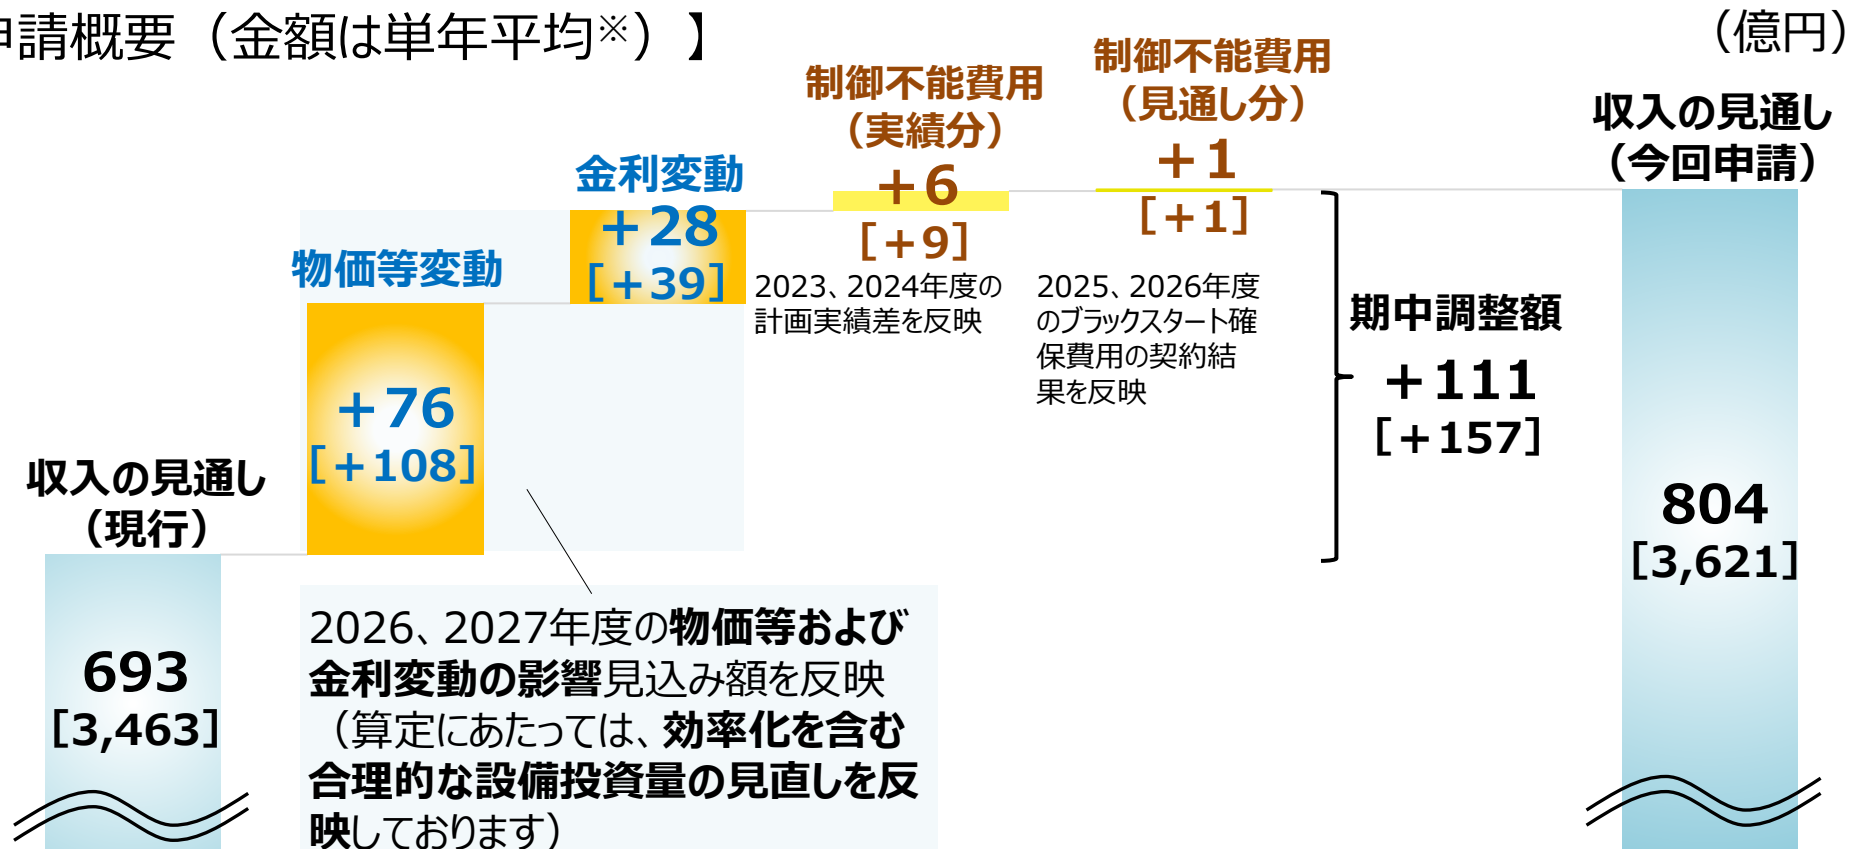 申請概要（金額は単年平均※）】
（億円）
収入の見通し
（現行）
693
[3,463]
物価等変動
+76
[+108]
金利変動
+28
[+39]
制御不能費用
（実績分）
+6
[+9]
2023、2024年度の
計画実績差を反映
制御不能費用
（見通し分）
+1
[+1]
2025、2026年度
のブラックスタート確
保費用の契約結
果を反映
期中調整額
+111
[+157]
収入の見通し
（今回申請）
804
[3,621]
2026、2027年度の物価等および
金利変動の影響見込み額を反映
（算定にあたっては、効率化を含む
合理的な設備投資量の見直しを反
映しております）